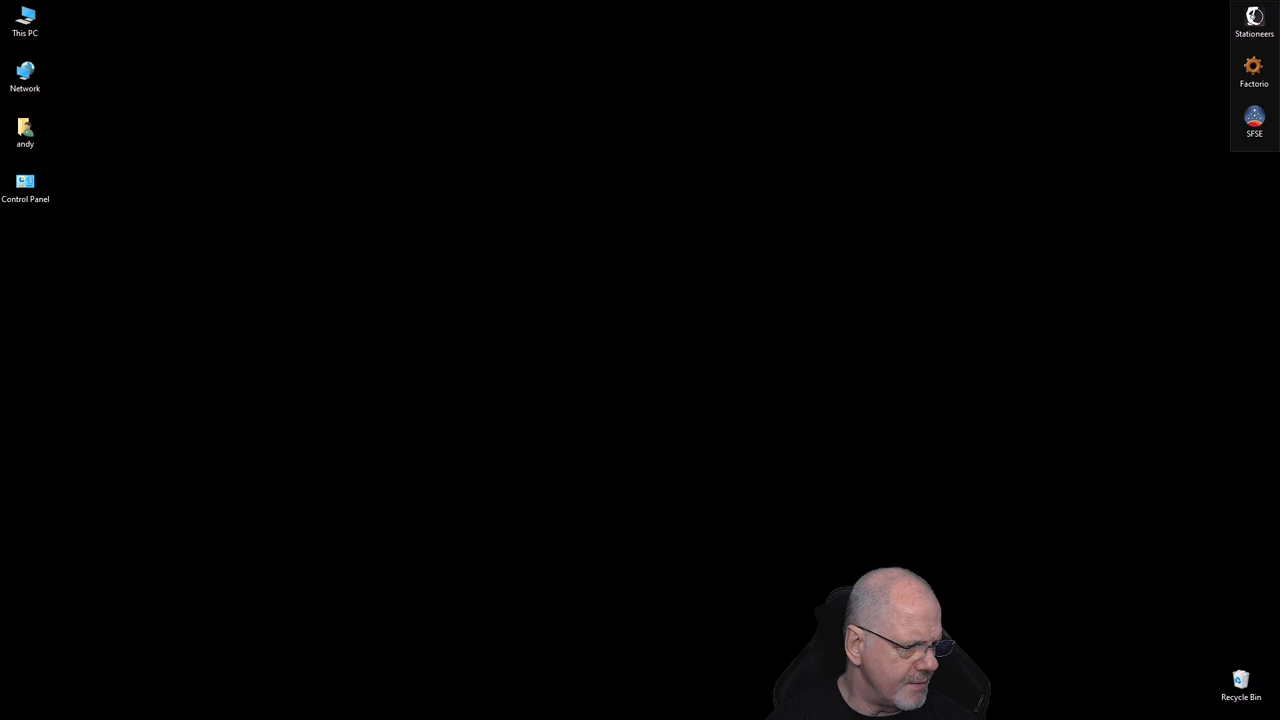 This PC
Network
andy
Control Panel
Stationeers
Factorio
SFSE
Recycle Bin